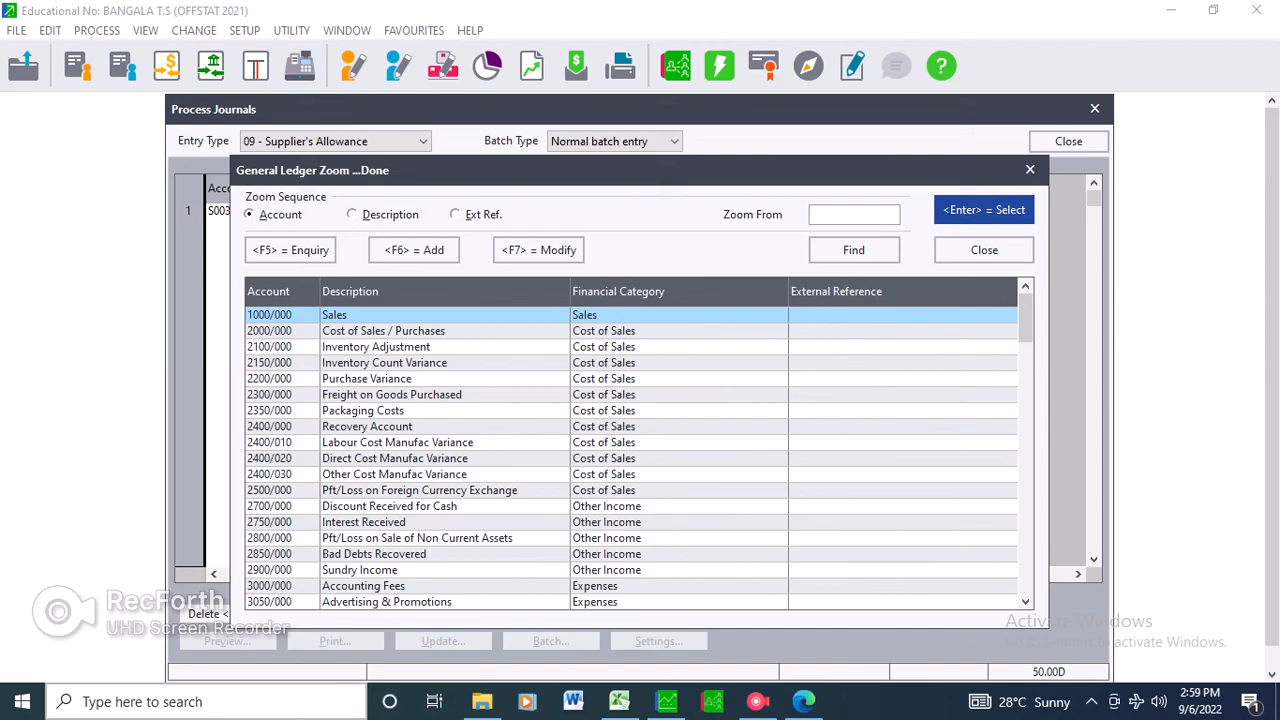 Educational No: BANGALA T.S (OFFSTAT 2021)
FILE EDIT PROCESS VIEW CHANGE SETUP UTILITY WINDOW FAVOURITES HELP
Process Journals
Entry Type 09 - Supplier's Allowance Batch Type Normal batch entry Close
General Ledger Zoom ...Done
Zoom Sequence
Account Description Ext Ref. Zoom From <Enter> = Select
<F5> = Enquiry <F6> = Add <F7> = Modify Find Close
Acco
1 S003
Account Description Financial Category External Reference
1000/000 Sales Sales
2000/000 Cost of Sales / Purchases Cost of Sales
2100/000 Inventory Adjustment Cost of Sales
2150/000 Inventory Count Variance Cost of Sales
2200/000 Purchase Variance Cost of Sales
2300/000 Freight on Goods Purchased Cost of Sales
2350/000 Packaging Costs Cost of Sales
2400/000 Recovery Account Cost of Sales
2400/010 Labour Cost Manufac Variance Cost of Sales
2400/020 Direct Cost Manufac Variance Cost of Sales
2400/030 Other Cost Manufac Variance Cost of Sales
2500/000 Pft/Loss on Foreign Currency Exchange Cost of Sales
2700/000 Discount Received for Cash Other Income
2750/000 Interest Received Other Income
2800/000 Pft/Loss on Sale of Non Current Assets Other Income
2850/000 Bad Debts Recovered Other Income
2900/000 Sundry Income Other Income
3000/000 Accounting Fees Expenses
3050/000 Advertising & Promotions Expenses
RecForth
UHD Screen Recorder
Delete <
Preview... Print... Update... Batch... Settings...
Activate Windows
50.00D
Type here to search
28°C Sunny
2:59 PM
9/6/2022
1